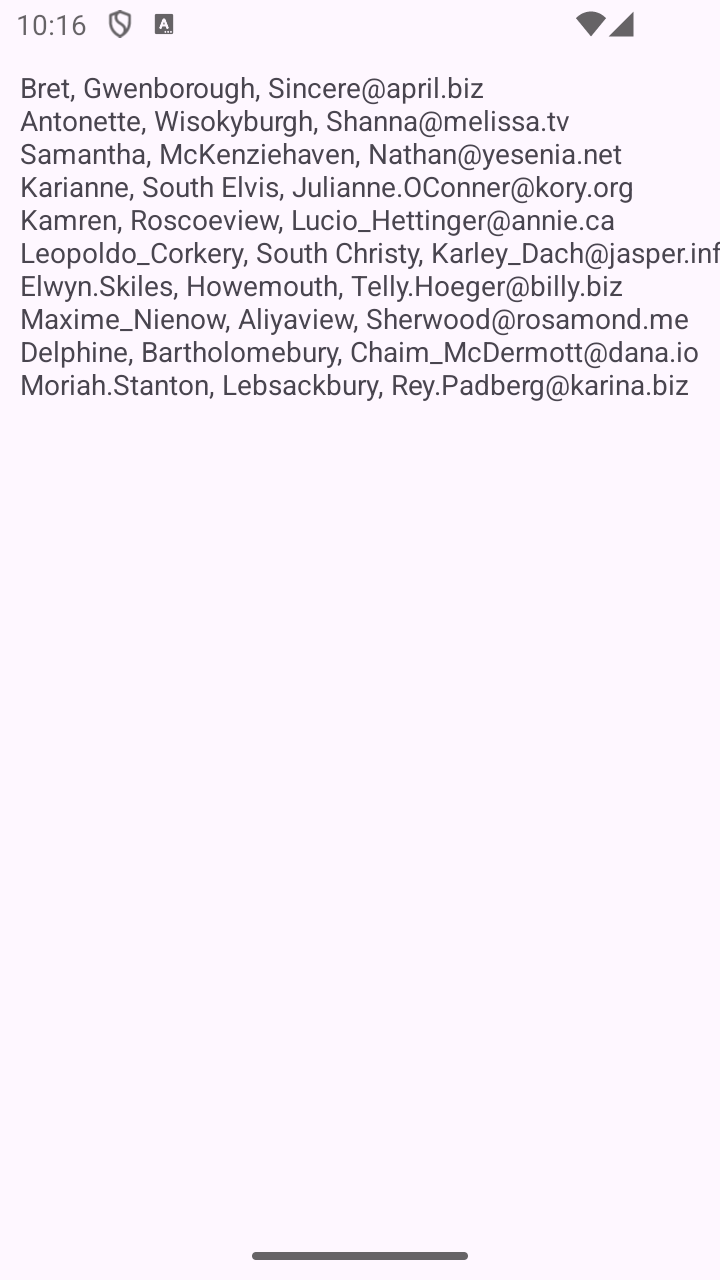 10:16
Bret, Gwenborough, Sincere@april.biz
Antonette, Wisokyburgh, Shanna@melissa.tv
Samantha, McKenziehaven, Nathan@yesenia.net
Karianne, South Elvis, Julianne.OConner@kory.org
Kamren, Roscoeview, Lucio_Hettinger@annie.ca
Leopoldo_Corkery, South Christy, Karley_Dach@jasper.inf
Elwyn.Skiles, Howemouth, Telly.Hoeger@billy.biz
Maxime_Nienow, Aliyaview, Sherwood@rosamond.me
Delphine, Bartholomebury, Chaim_McDermott@dana.io
Moriah.Stanton, Lebsackbury, Rey.Padberg@karina.biz